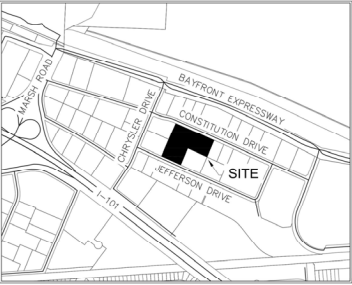 MARSH ROAD
BAYFRONT EXPRESSWAY
CHRYSLER DRIVE
CONSTITUTION DRIVE
JEFFERSON DRIVE
SITE
I-101